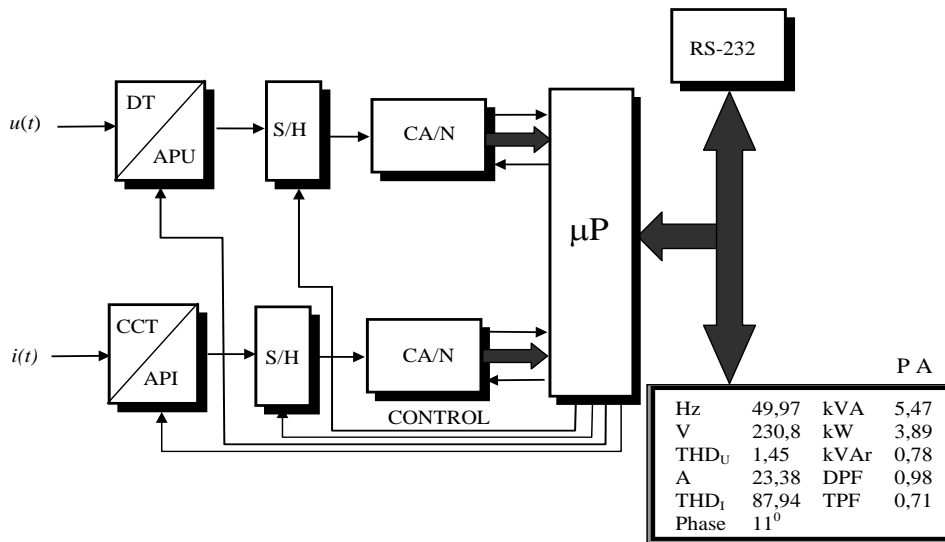 RS-232
DT
APU
u(t)
S/H
CA/N
μP
CCT
API
i(t)
S/H
CA/N
CONTROL
P A
Hz 49,97 kVA 5,47
V 230,8 kW 3,89
THD_U 1,45 kVAr 0,78
A 23,38 DPF 0,98
THD_I 87,94 TPF 0,71
Phase 11⁰